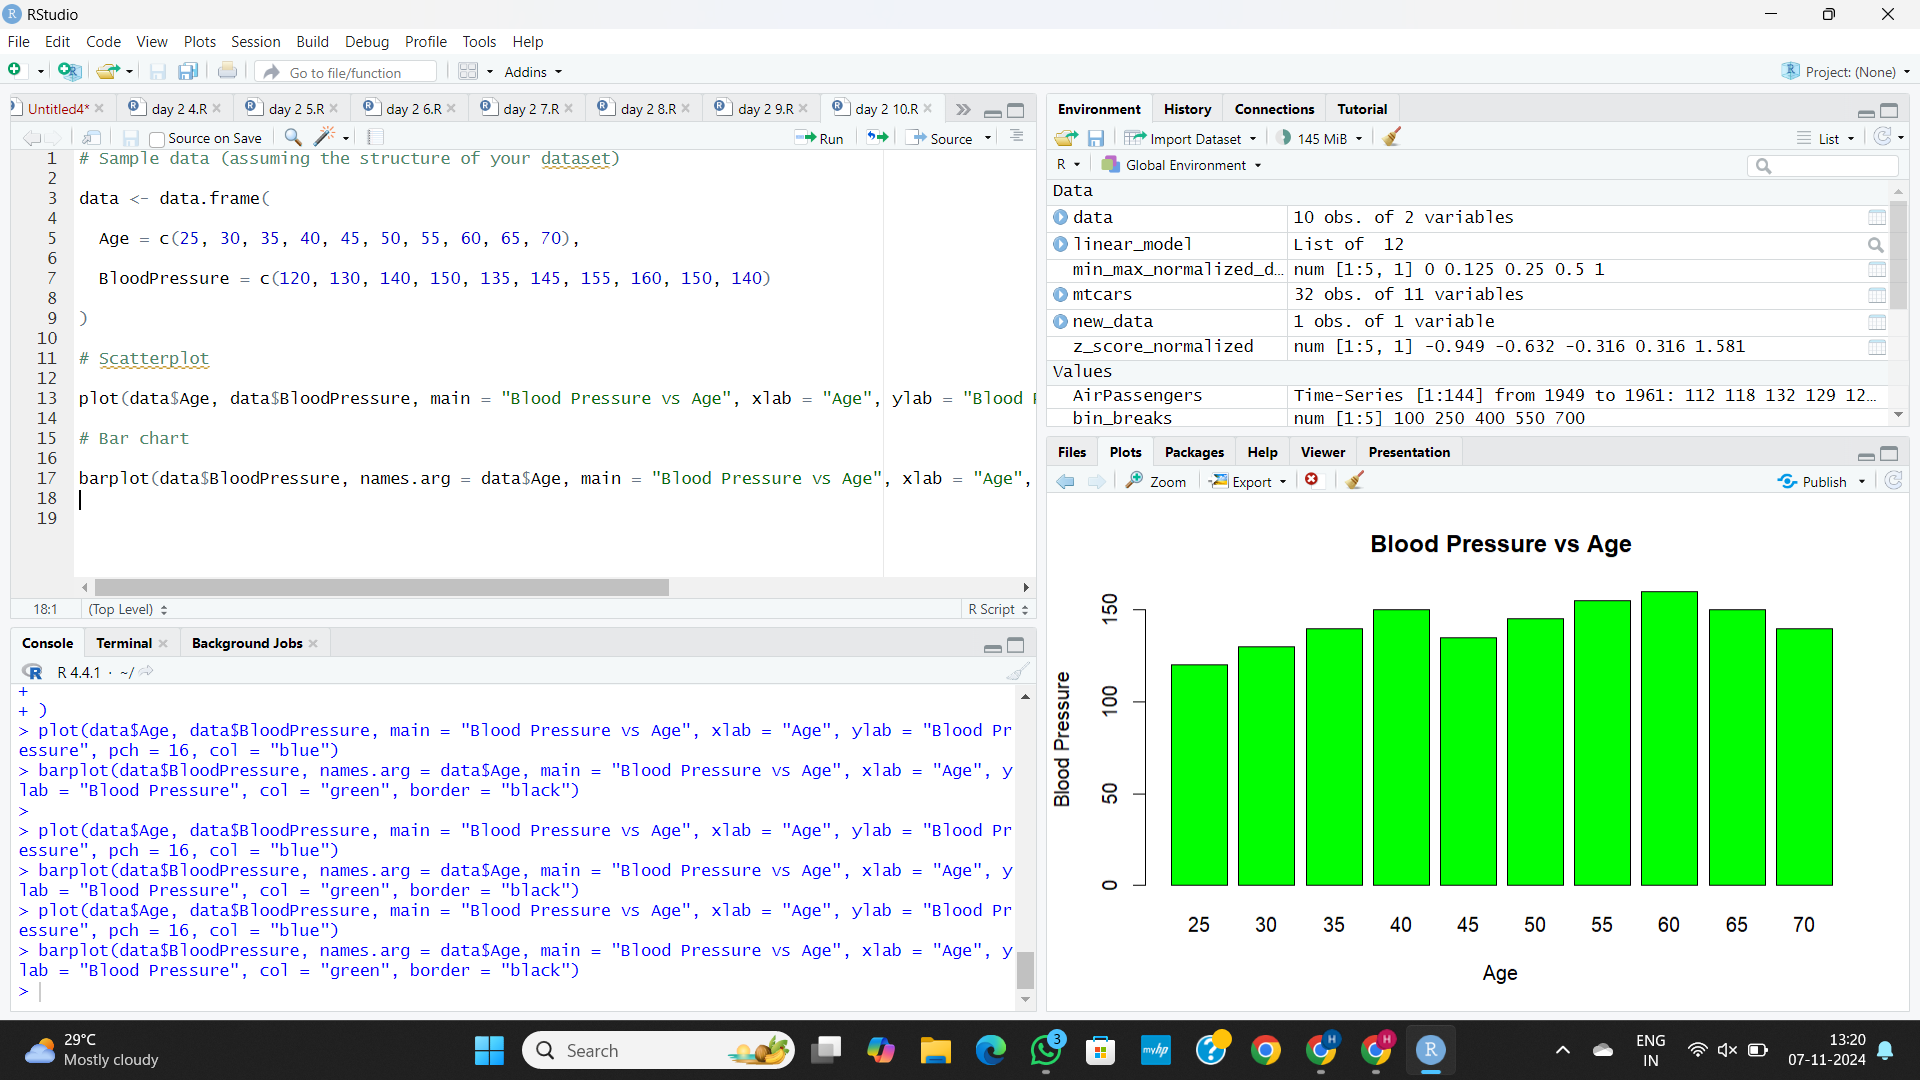 RStudio
File Edit Code View Plots Session Build Debug Profile Tools Help
Go to file/function Addins Project: (None)
Untitled4* day 2 4.R day 2 5.R day 2 6.R day 2 7.R day 2 8.R day 2 9.R day 2 10.R
Source on Save Run Source
1 # Sample data (assuming the structure of your dataset)
2
3 data <- data.frame(
4
5 Age = c(25, 30, 35, 40, 45, 50, 55, 60, 65, 70),
6
7 BloodPressure = c(120, 130, 140, 150, 135, 145, 155, 160, 150, 140)
8
9 )
10
11 # Scatterplot
12
13 plot(data$Age, data$BloodPressure, main = "Blood Pressure vs Age", xlab = "Age", ylab = "Blood
14
15 # Bar chart
16
17 barplot(data$BloodPressure, names.arg = data$Age, main = "Blood Pressure vs Age", xlab = "Age",
18
19
18:1 (Top Level) R Script
Console Terminal Background Jobs
R R 4.4.1 · ~/
+
+ )
> plot(data$Age, data$BloodPressure, main = "Blood Pressure vs Age", xlab = "Age", ylab = "Blood Pr
essure", pch = 16, col = "blue")
> barplot(data$BloodPressure, names.arg = data$Age, main = "Blood Pressure vs Age", xlab = "Age", y
lab = "Blood Pressure", col = "green", border = "black")
>
> plot(data$Age, data$BloodPressure, main = "Blood Pressure vs Age", xlab = "Age", ylab = "Blood Pr
essure", pch = 16, col = "blue")
> barplot(data$BloodPressure, names.arg = data$Age, main = "Blood Pressure vs Age", xlab = "Age", y
lab = "Blood Pressure", col = "green", border = "black")
> plot(data$Age, data$BloodPressure, main = "Blood Pressure vs Age", xlab = "Age", ylab = "Blood Pr
essure", pch = 16, col = "blue")
> barplot(data$BloodPressure, names.arg = data$Age, main = "Blood Pressure vs Age", xlab = "Age", y
lab = "Blood Pressure", col = "green", border = "black")
>
Environment History Connections Tutorial
Import Dataset 145 MiB List
R Global Environment
Data
data 10 obs. of 2 variables
linear_model List of 12
min_max_normalized_d… num [1:5, 1] 0 0.125 0.25 0.5 1
mtcars 32 obs. of 11 variables
new_data 1 obs. of 1 variable
z_score_normalized num [1:5, 1] -0.949 -0.632 -0.316 0.316 1.581
Values
AirPassengers Time-Series [1:144] from 1949 to 1961: 112 118 132 129 12…
bin_breaks num [1:5] 100 250 400 550 700
Files Plots Packages Help Viewer Presentation
Zoom Export Publish
Blood Pressure vs Age
Blood Pressure
150
100
50
0
25 30 35 40 45 50 55 60 65 70
Age
29°C
Mostly cloudy
Search
3
myhp
H
H
R
ENG
IN
13:20
07-11-2024